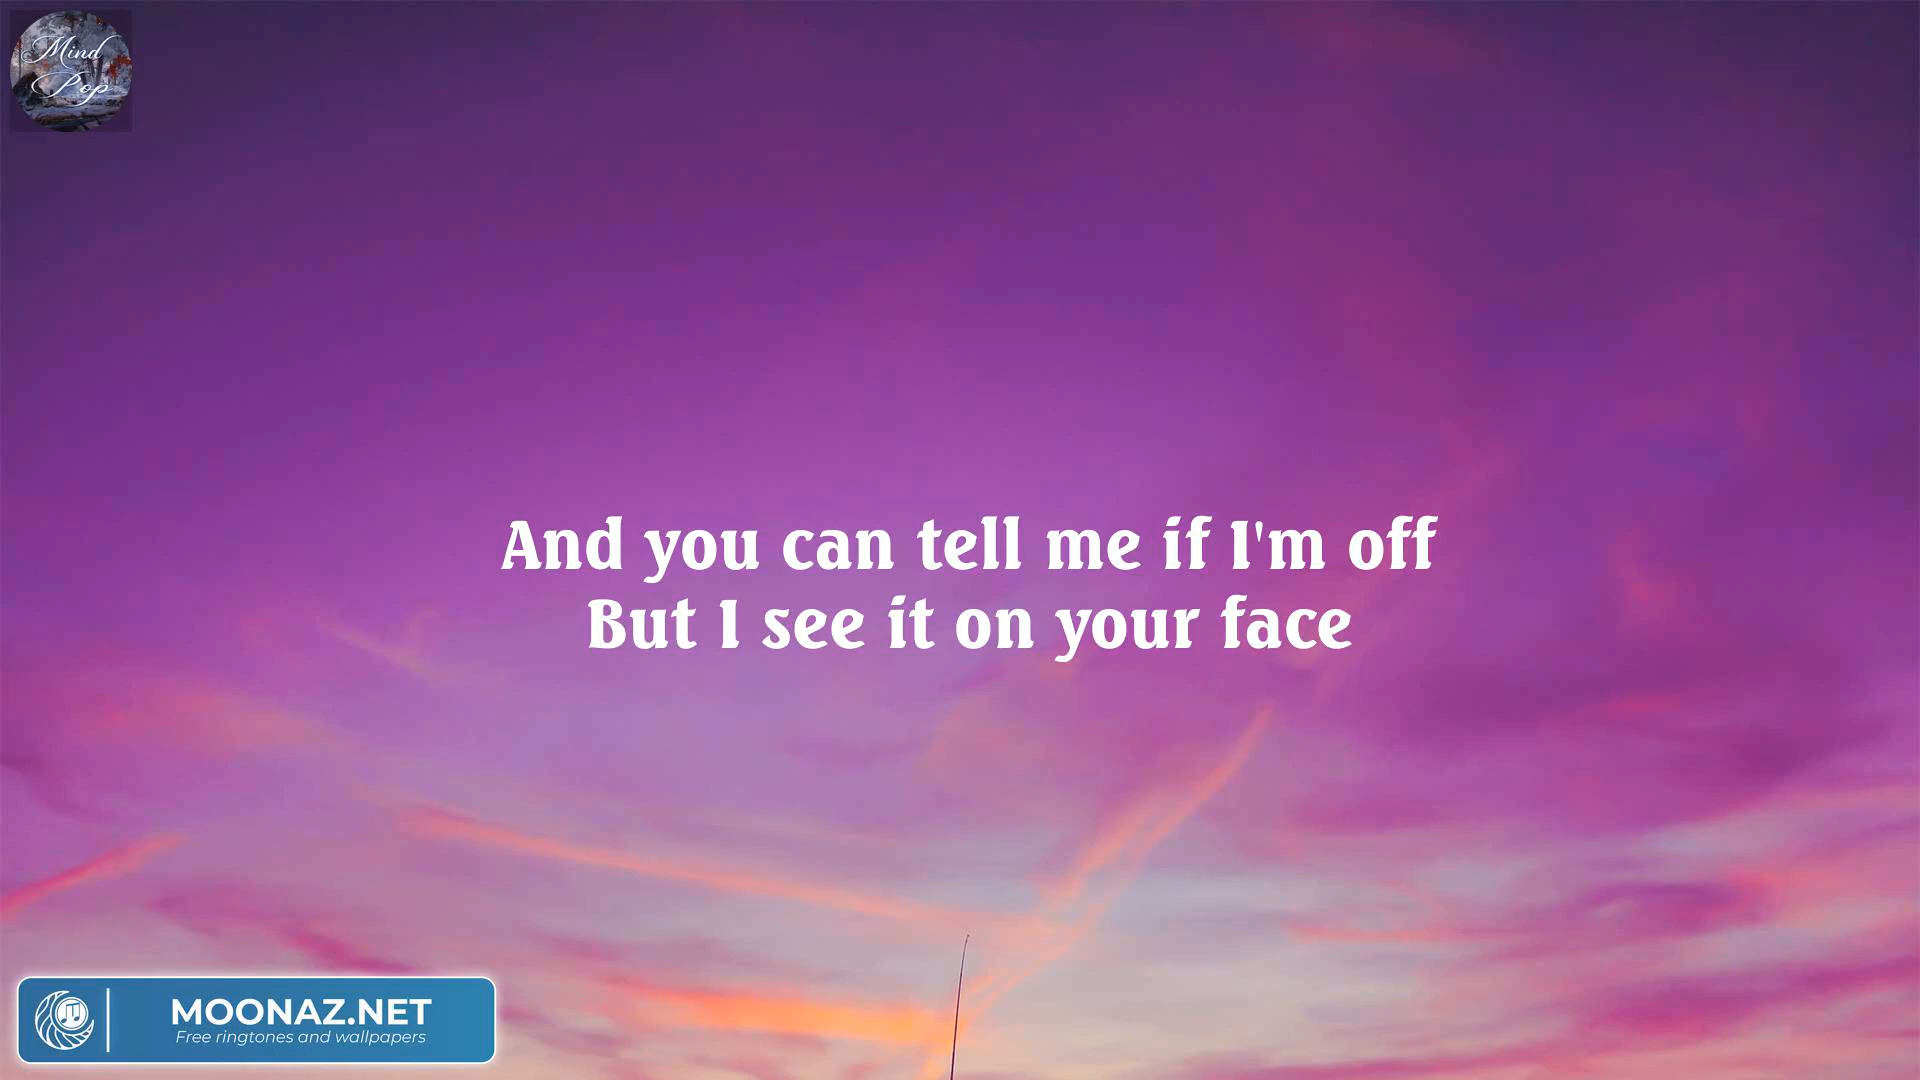 Mind
Pop
And you can tell me if I'm off
But I see it on your face
MOONAZ.NET
Free ringtones and wallpapers